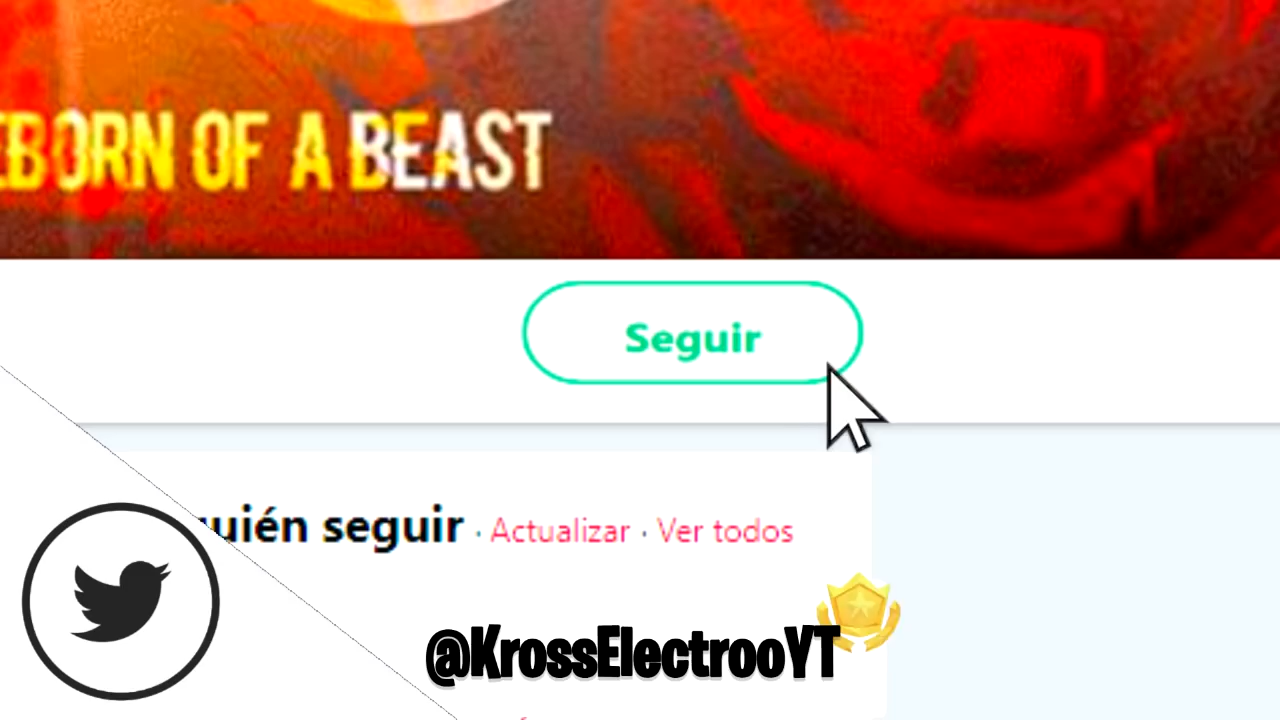 EBORN OF A BEAST
Seguir
uién seguir · Actualizar · Ver todos
@KrossElectrooYT